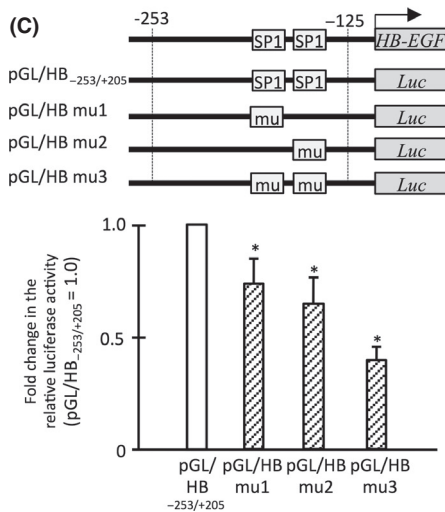 (C)
-253
−125
SP1 SP1 HB-EGF
pGL/HB−253/+205 SP1 SP1 Luc
pGL/HB mu1 mu Luc
pGL/HB mu2 mu Luc
pGL/HB mu3 mu mu Luc
Fold change in the
relative luciferase activity
(pGL/HB−253/+205 = 1.0)
1.0
0.5
0
*
*
*
pGL/
HB
−253/+205
pGL/HB
mu1
pGL/HB
mu2
pGL/HB
mu3